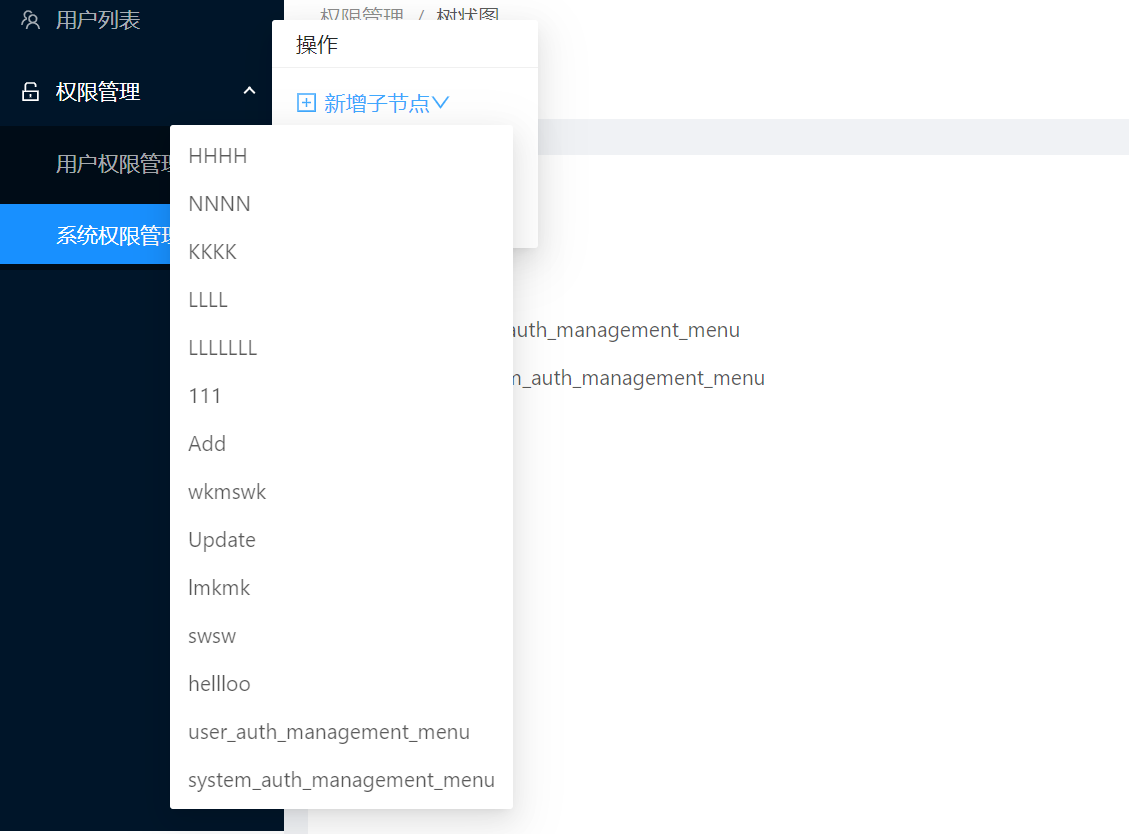 用户列表
权限管理 / 树状图
操作
权限管理
新增子节点
用户权限管理
系统权限管理
HHHH
NNNN
KKKK
LLLL
LLLLLLL
111
Add
wkmswk
Update
lmkmk
swsw
hellloo
user_auth_management_menu
system_auth_management_menu
auth_management_menu
m_auth_management_menu